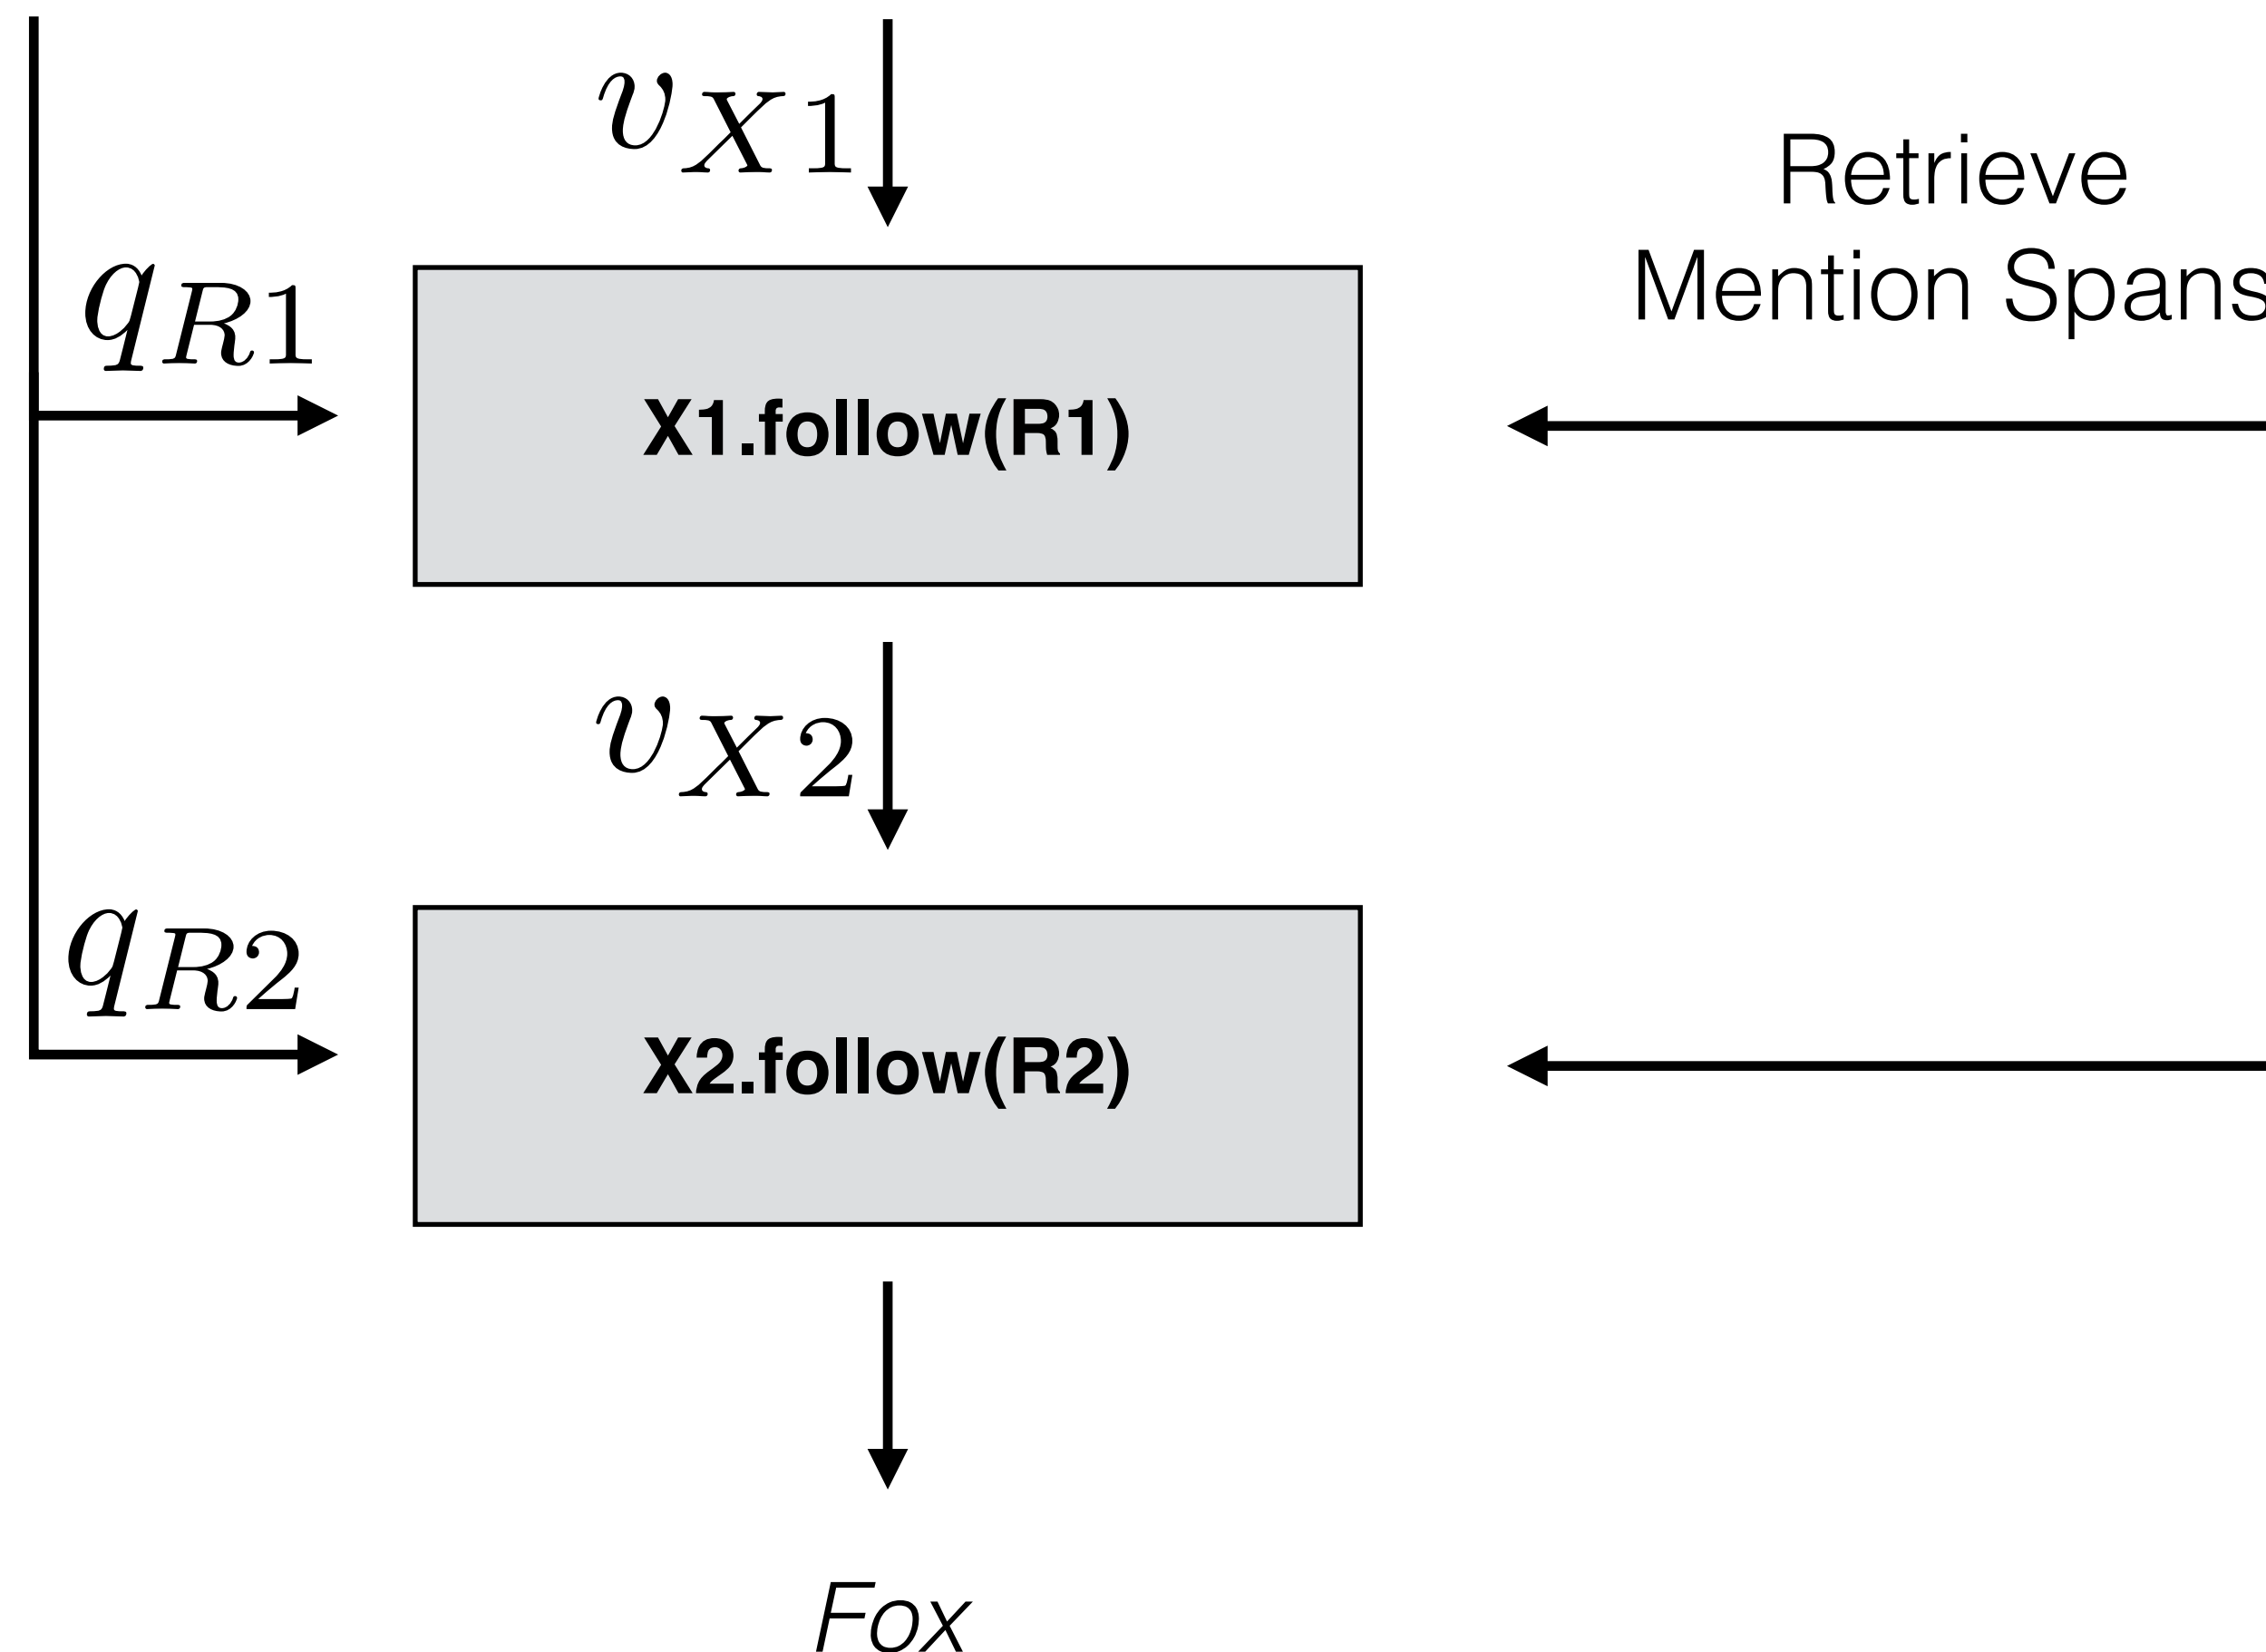 v_{X1}
Retrieve
Mention Spans
q_{R1}
X1.follow(R1)
v_{X2}
q_{R2}
X2.follow(R2)
Fox